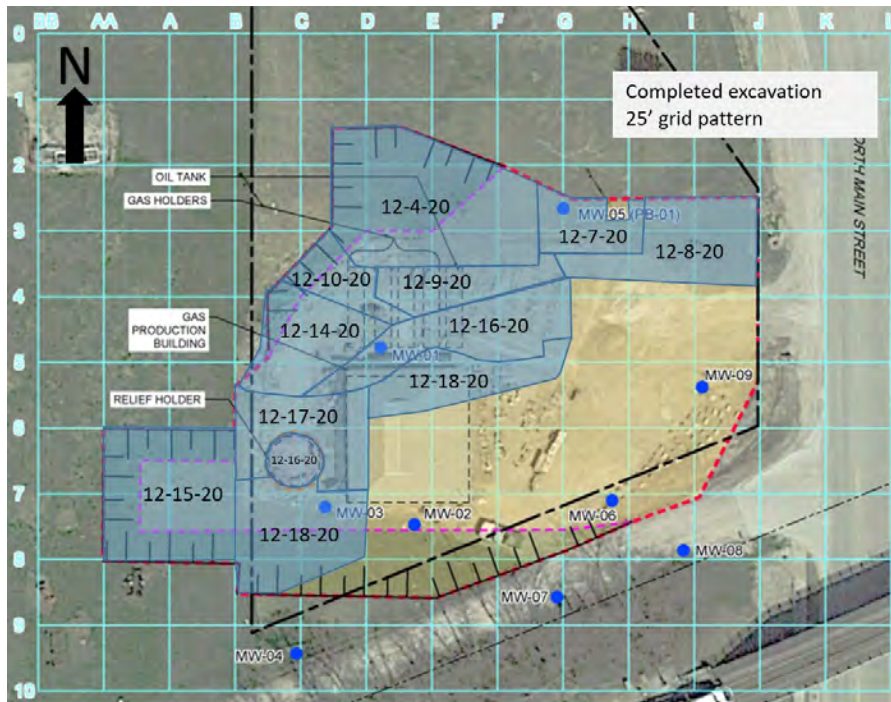 BB AA B C D E F G H I J K
0
N
Completed excavation
25' grid pattern
1
2
OIL TANK
GAS HOLDERS
12-4-20
MW-05 (PB-01)
3
12-7-20
12-8-20
12-10-20
12-9-20
4
GAS
PRODUCTION
BUILDING
12-14-20
12-16-20
MW-01
5
12-18-20
MW-09
RELIEF HOLDER
12-17-20
6
12-16-20
12-15-20
7
MW-03
MW-02
MW-06
12-18-20
8
MW-08
MW-07
9
MW-04
10
ORTH MAIN STREET